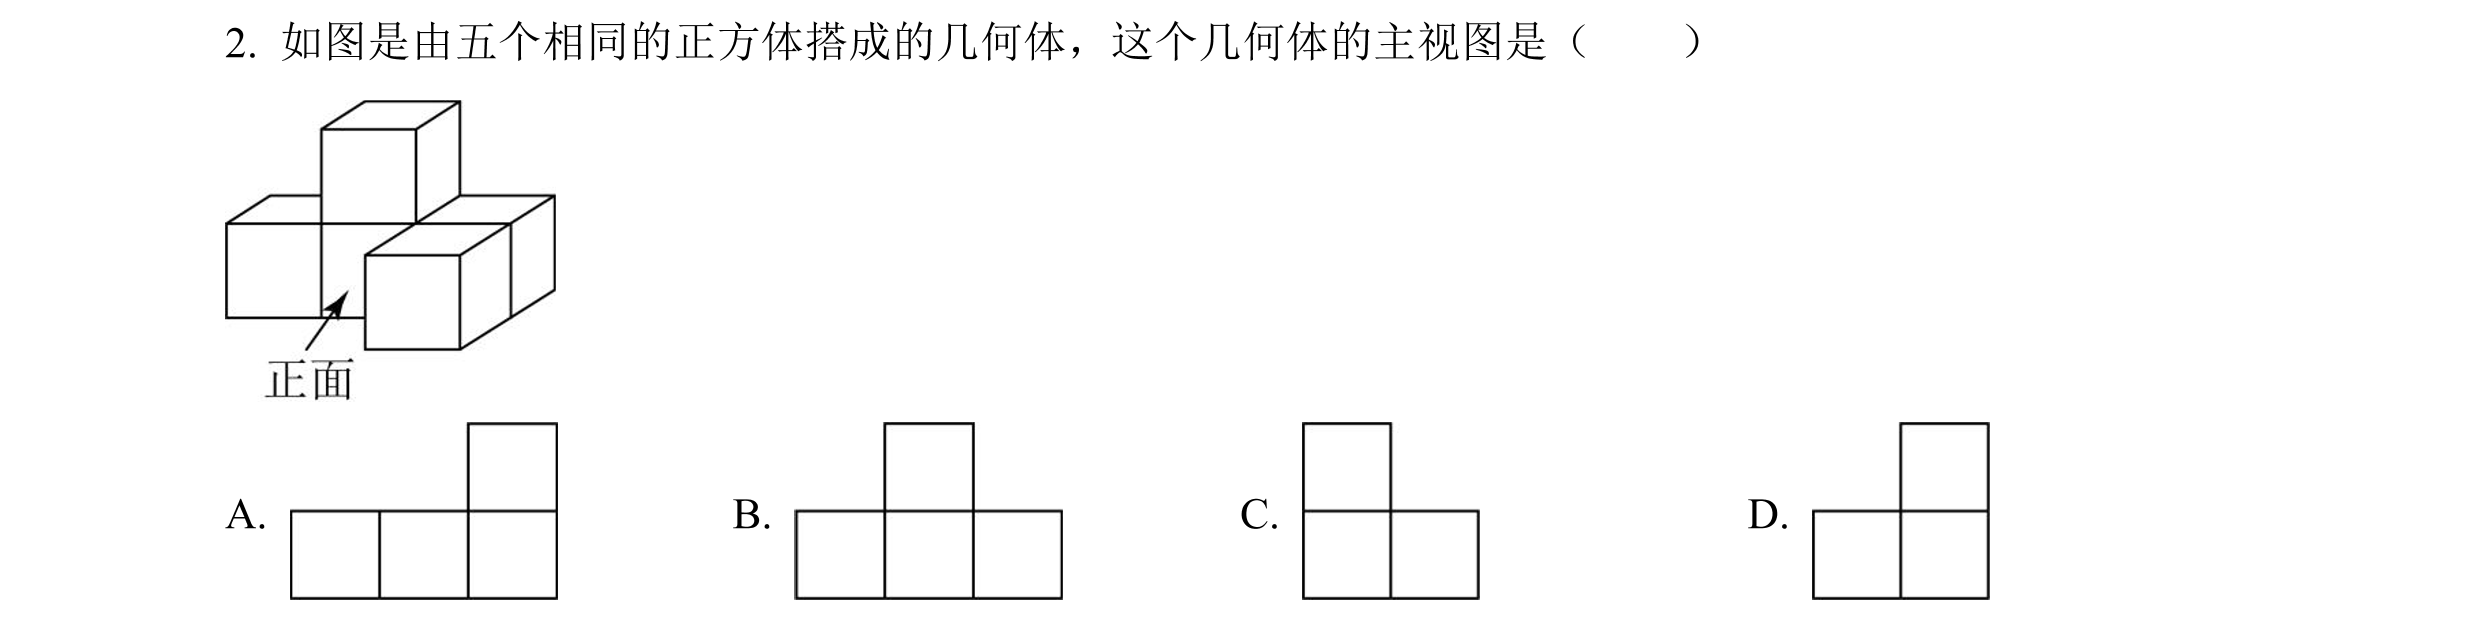 2. 如图是由五个相同的正方体搭成的几何体，这个几何体的主视图是（　　）
正面
A. B. C. D.